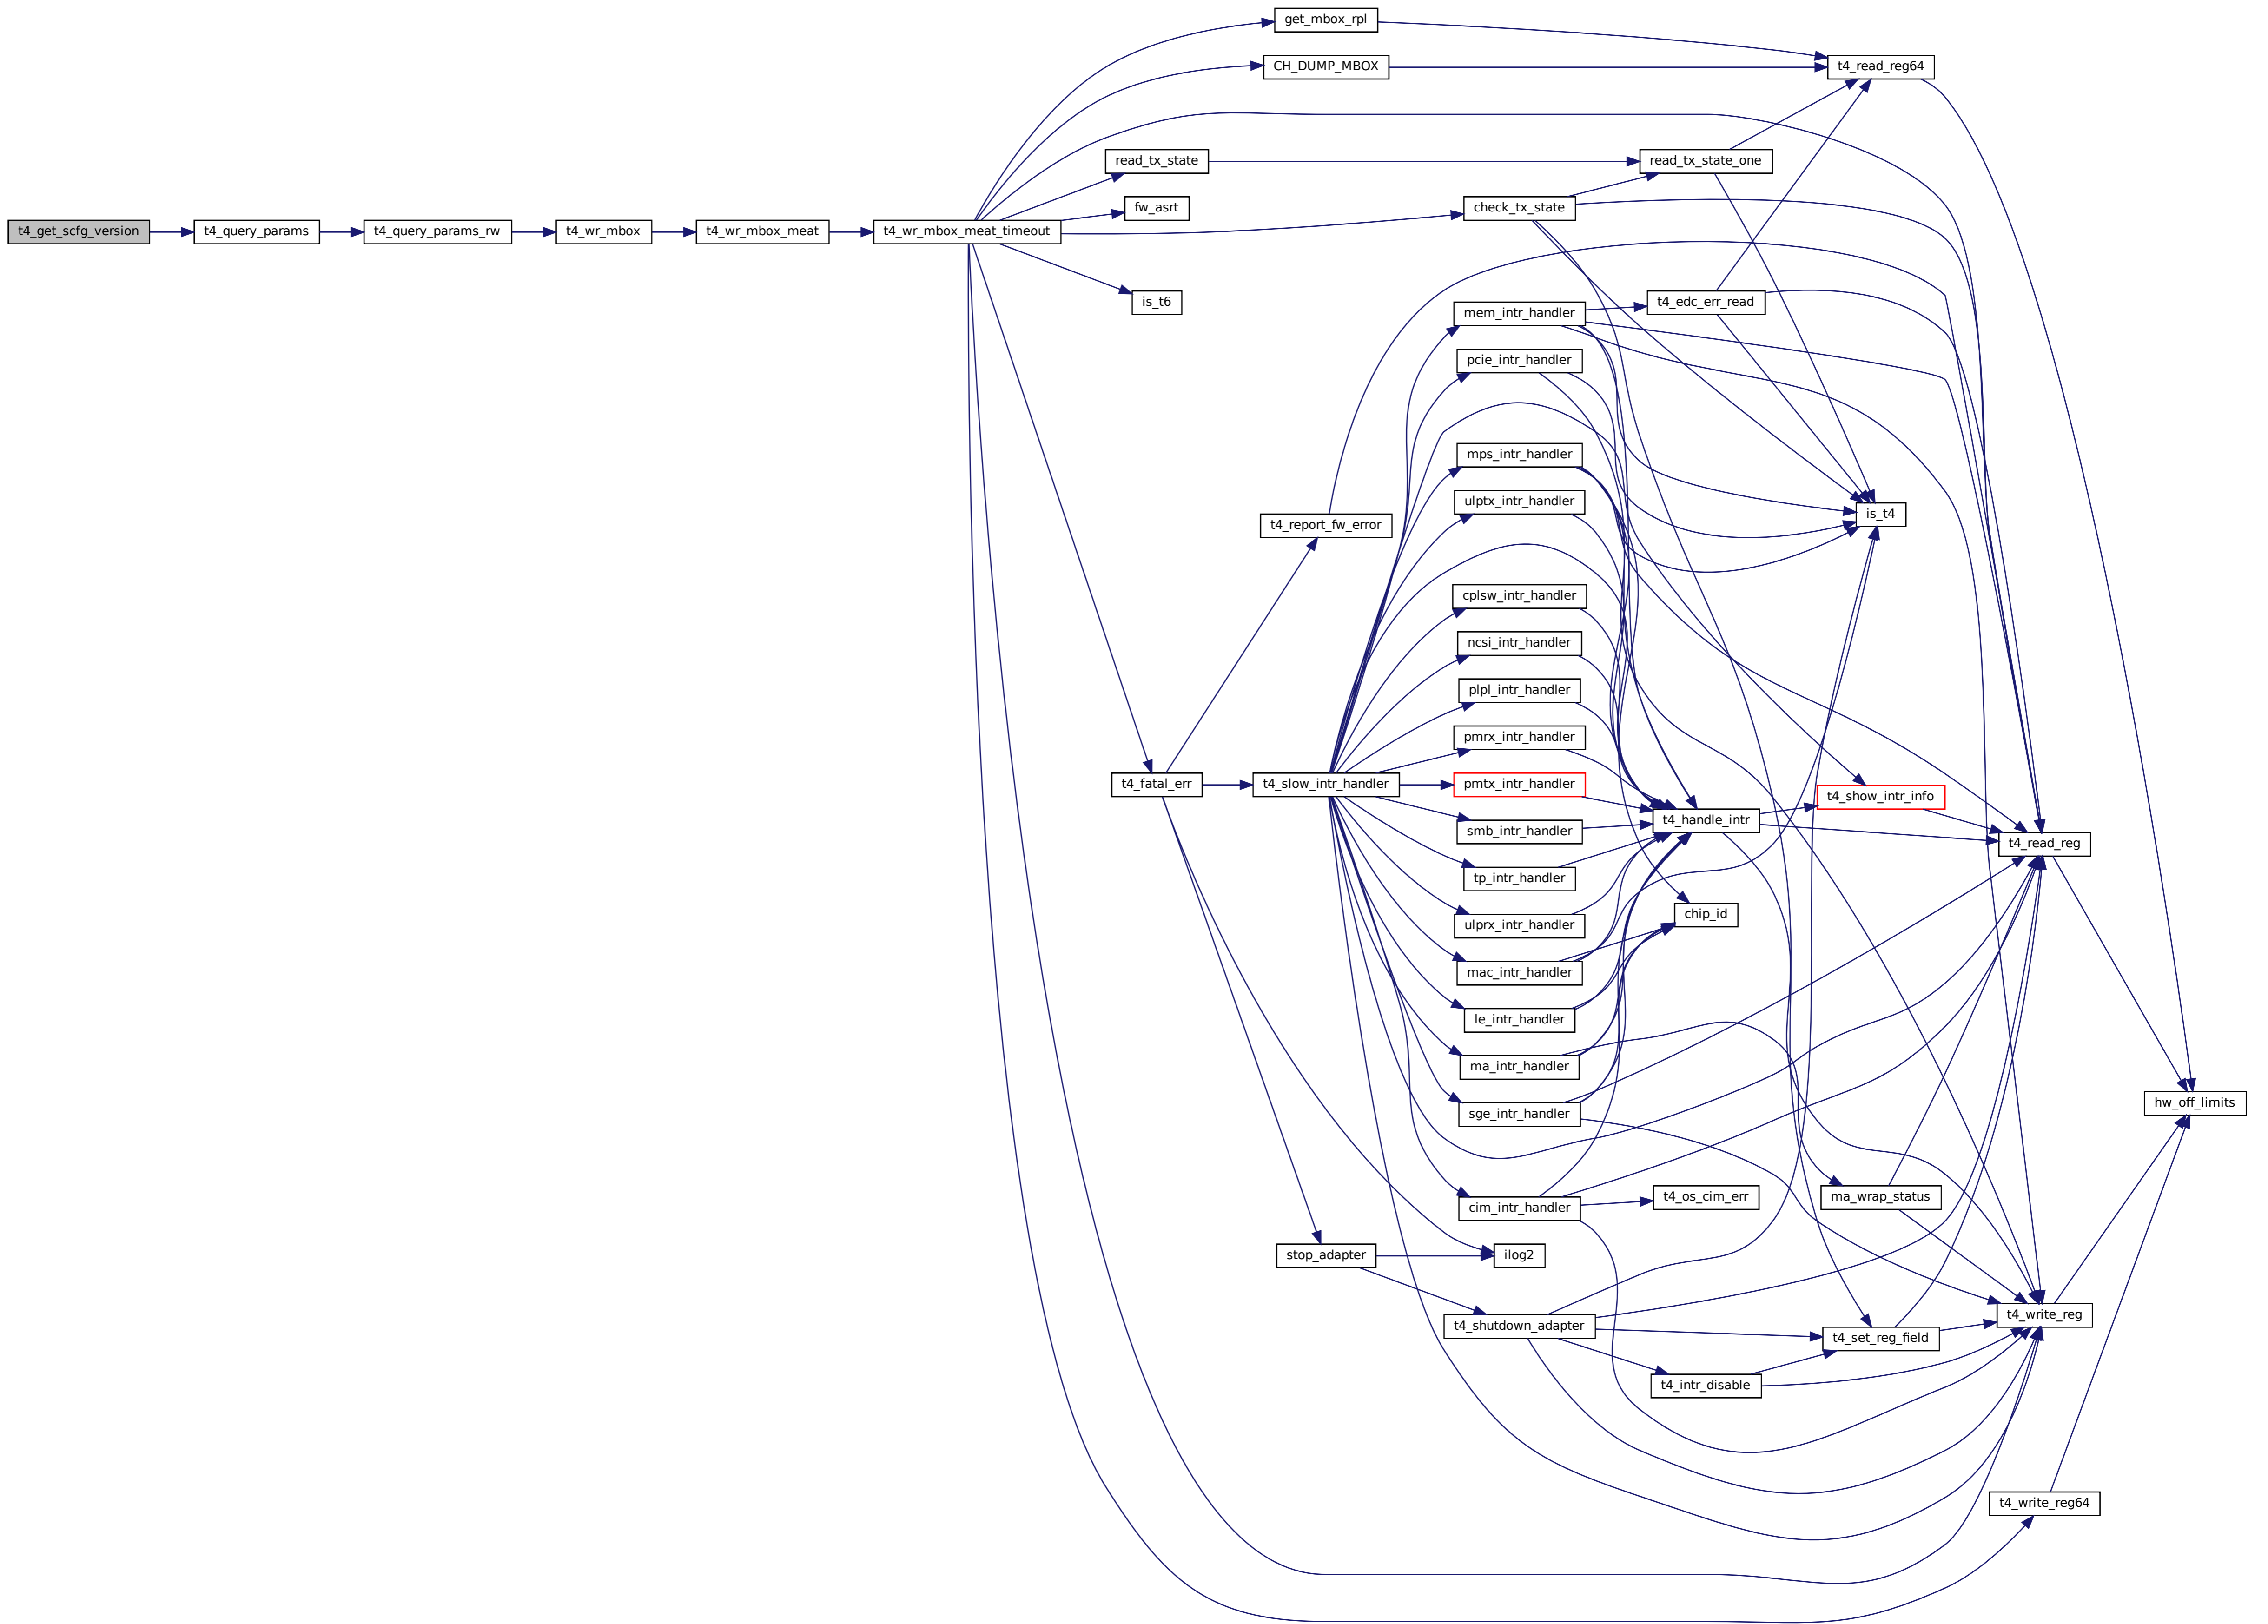 get_mbox_rpl
CH_DUMP_MBOX
t4_read_reg64
read_tx_state
read_tx_state_one
fw_asrt
check_tx_state
t4_get_scfg_version
t4_query_params
t4_query_params_rw
t4_wr_mbox
t4_wr_mbox_meat
t4_wr_mbox_meat_timeout
is_t6
t4_edc_err_read
mem_intr_handler
pcie_intr_handler
mps_intr_handler
ulptx_intr_handler
is_t4
t4_report_fw_error
cplsw_intr_handler
ncsi_intr_handler
plpl_intr_handler
pmrx_intr_handler
t4_fatal_err
t4_slow_intr_handler
pmtx_intr_handler
t4_show_intr_info
smb_intr_handler
t4_handle_intr
t4_read_reg
tp_intr_handler
ulprx_intr_handler
chip_id
mac_intr_handler
le_intr_handler
ma_intr_handler
hw_off_limits
sge_intr_handler
ma_wrap_status
t4_os_cim_err
cim_intr_handler
stop_adapter
ilog2
t4_write_reg
t4_shutdown_adapter
t4_set_reg_field
t4_intr_disable
t4_write_reg64